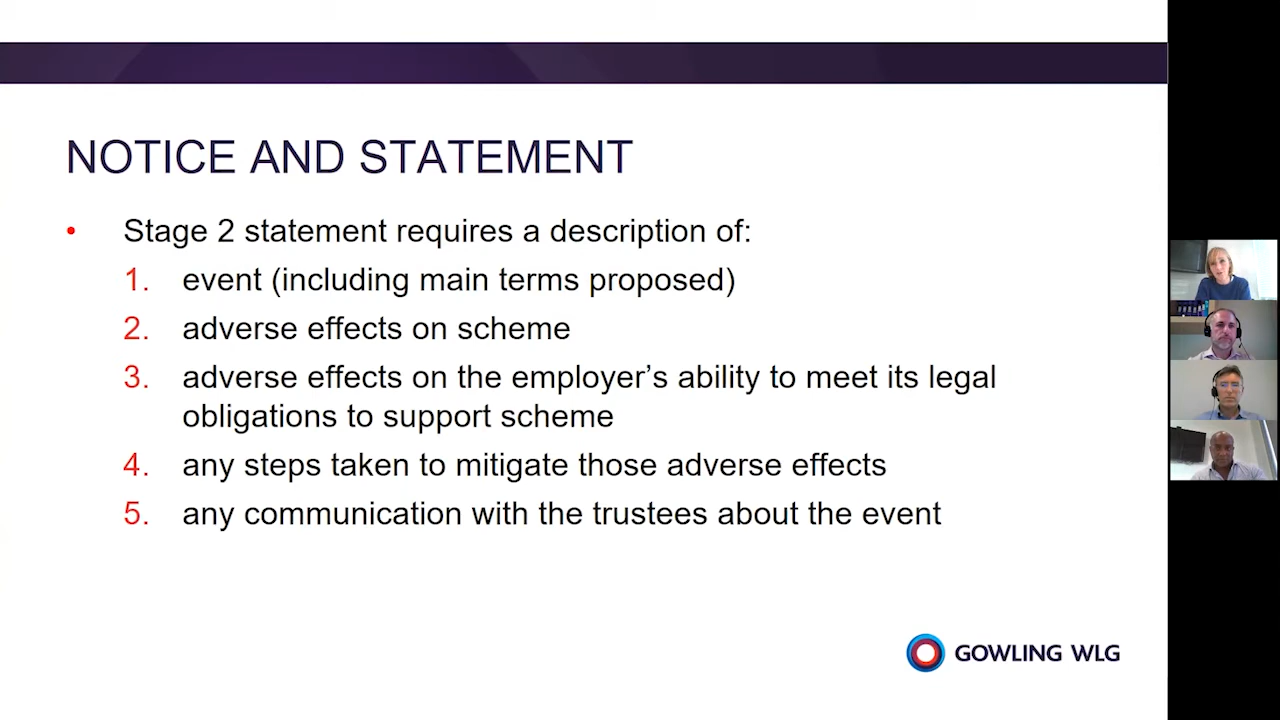 NOTICE AND STATEMENT
• Stage 2 statement requires a description of:
1. event (including main terms proposed)
2. adverse effects on scheme
3. adverse effects on the employer’s ability to meet its legal
obligations to support scheme
4. any steps taken to mitigate those adverse effects
5. any communication with the trustees about the event
GOWLING WLG